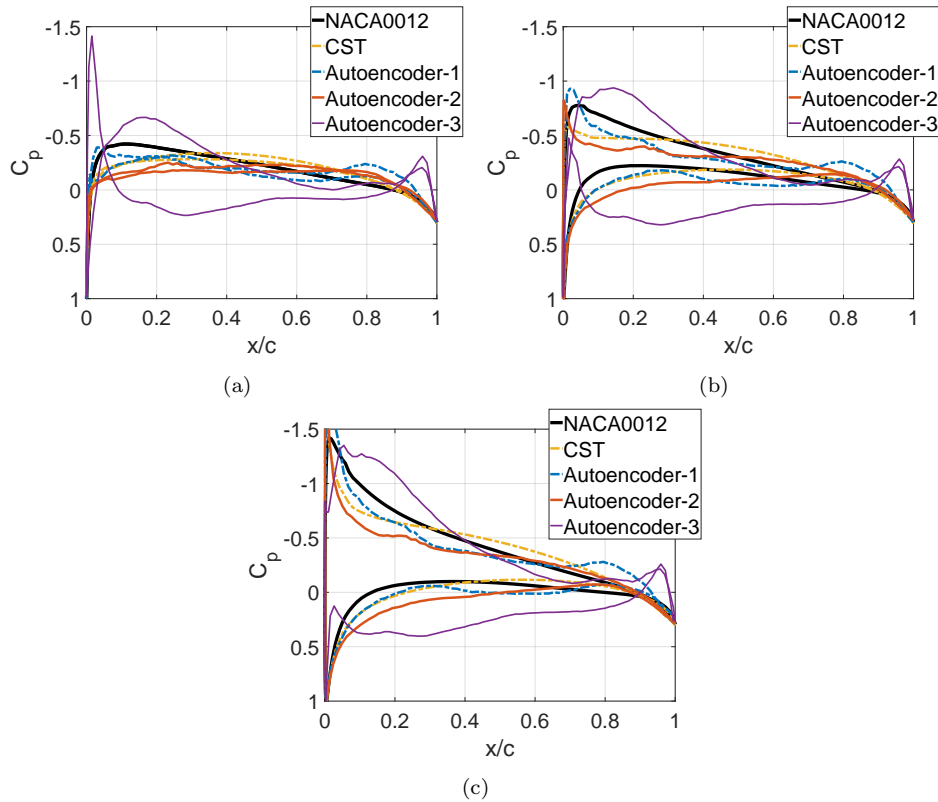 -1.5
-1
-0.5
0
0.5
1
C_p
0
0.2
0.4
0.6
0.8
1
x/c
NACA0012
CST
Autoencoder-1
Autoencoder-2
Autoencoder-3
(a)
-1.5
-1
-0.5
0
0.5
1
C_p
0
0.2
0.4
0.6
0.8
1
x/c
NACA0012
CST
Autoencoder-1
Autoencoder-2
Autoencoder-3
(b)
-1.5
-1
-0.5
0
0.5
1
C_p
0
0.2
0.4
0.6
0.8
1
x/c
NACA0012
CST
Autoencoder-1
Autoencoder-2
Autoencoder-3
(c)